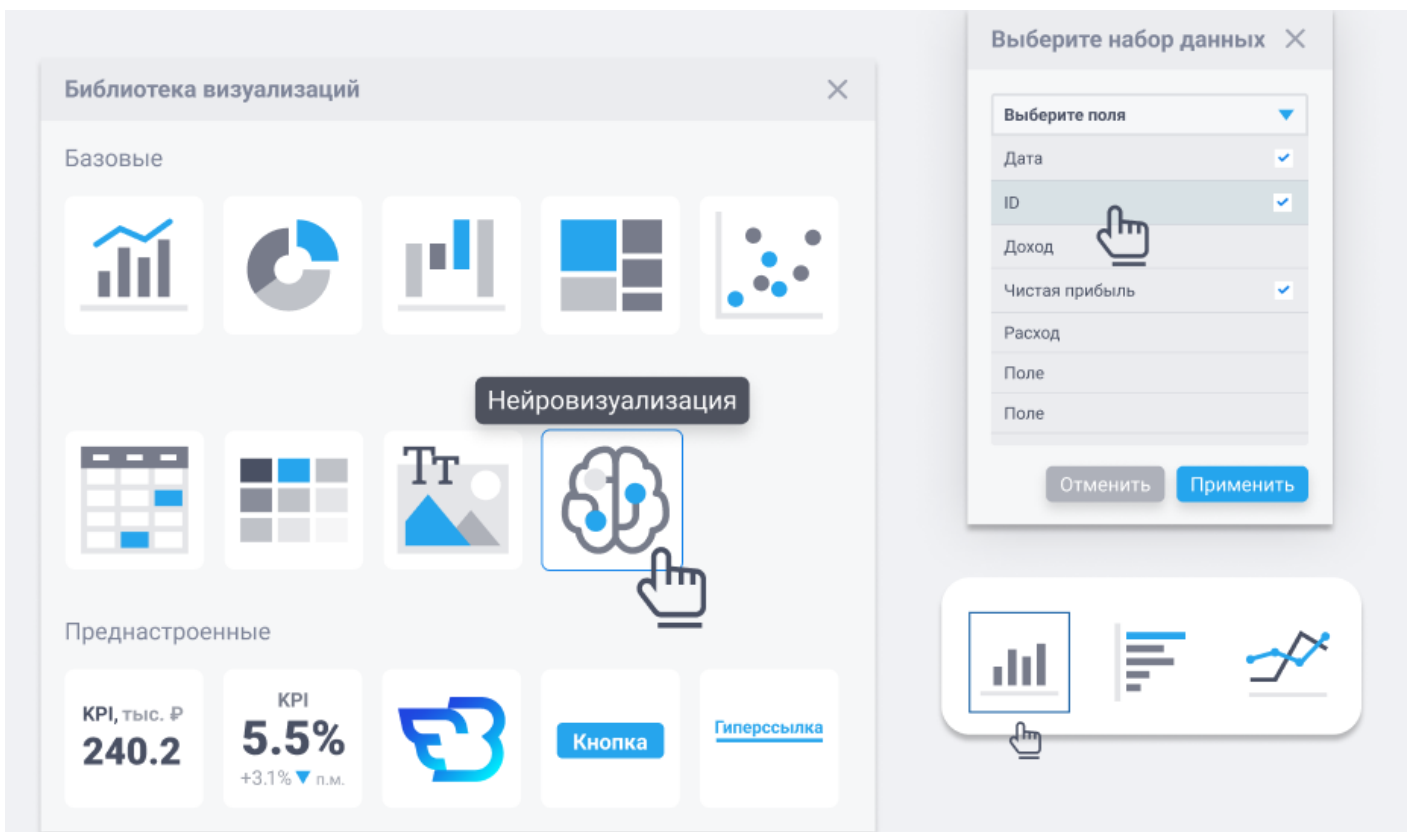 Библиотека визуализаций
Базовые
Нейровизуализация
Тт
Преднастроенные
KPI, тыс. ₽
240.2
KPI
5.5%
+3.1% ▼ п.м.
Кнопка
Гиперссылка
Выберите набор данных
Выберите поля
Дата
ID
Доход
Чистая прибыль
Расход
Поле
Поле
Отменить
Применить